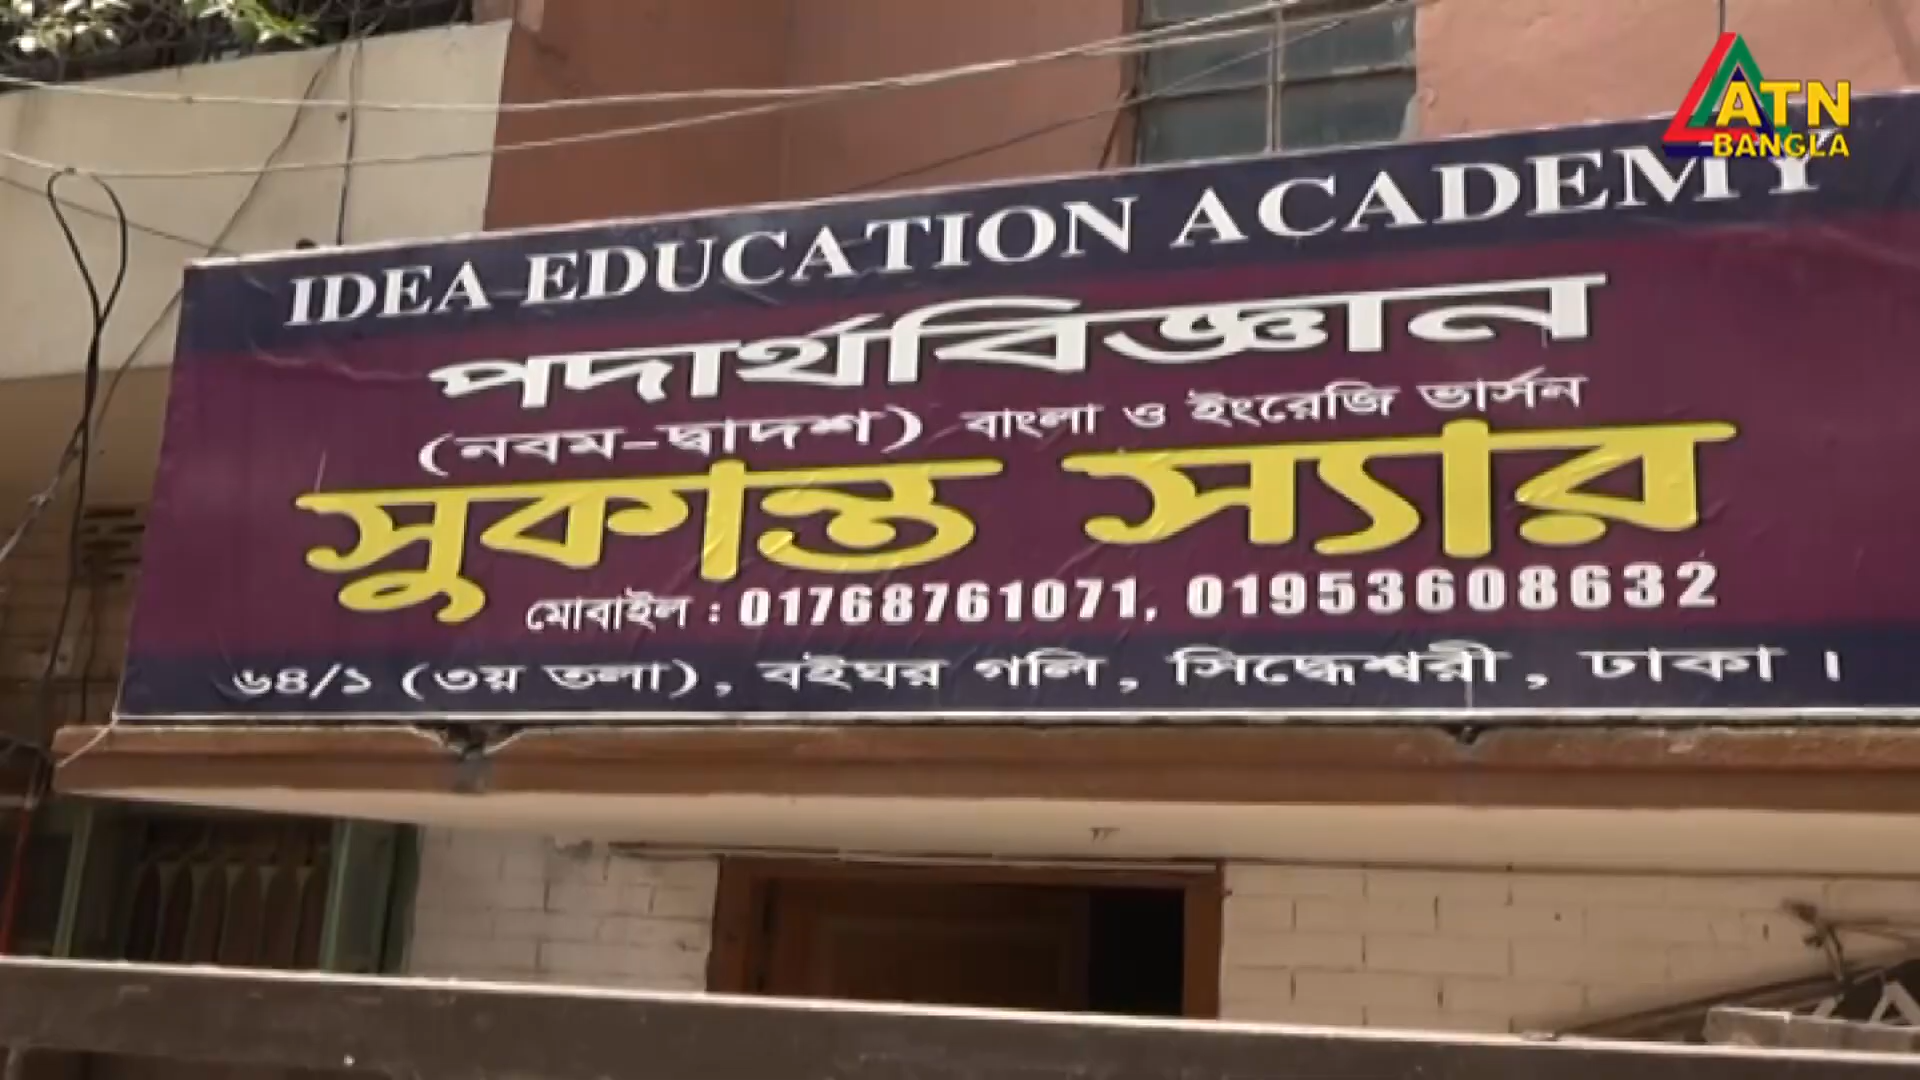 ATN
BANGLA
IDEA EDUCATION ACADEMY
পদার্থবিজ্ঞান
(নবম-দ্বাদশ) বাংলা ও ইংরেজি ভার্সন
সুকান্ত স্যার
মোবাইল : 01768761071, 01953608632
৬৪/১ (৩য় তলা), বইঘর গলি, সিদ্ধেশ্বরী, ঢাকা।